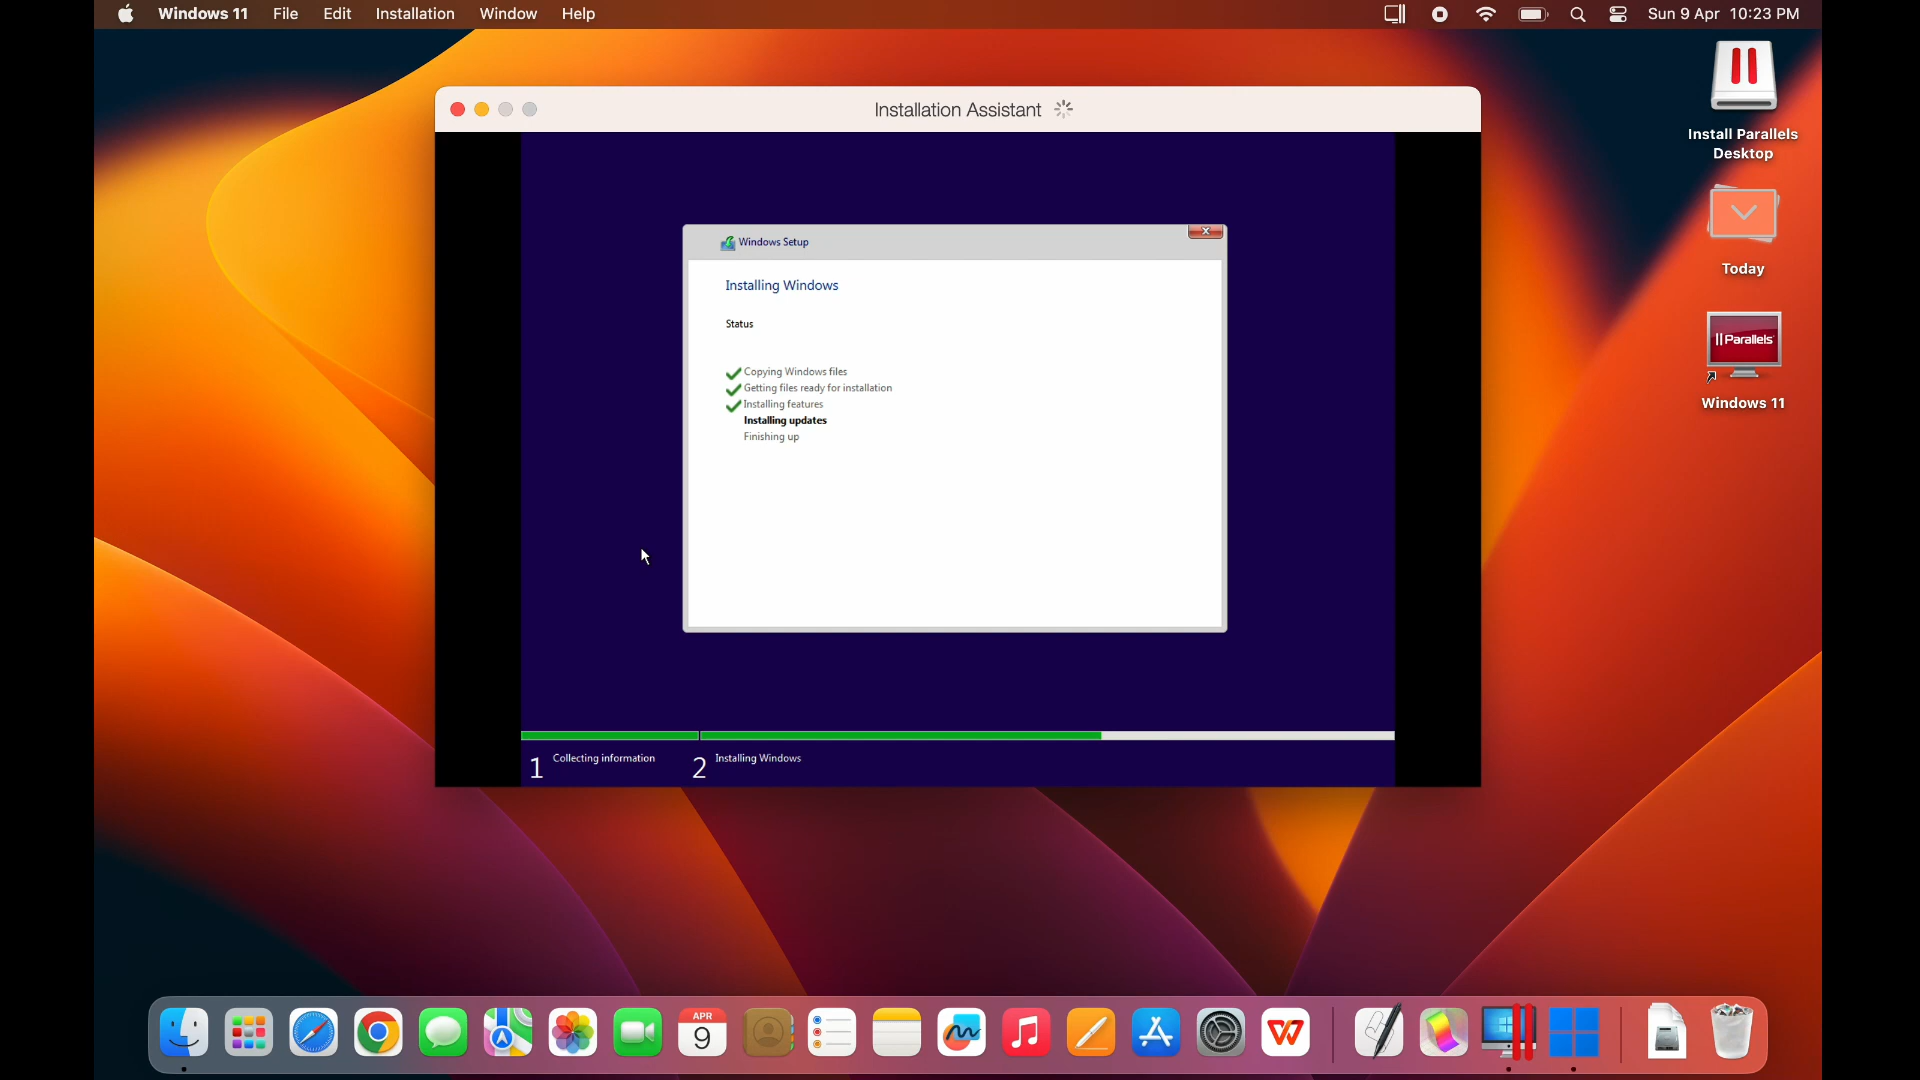 Windows 11 File Edit Installation Window Help Sun 9 Apr 10:23 PM
Installation Assistant
Windows Setup
x
Installing Windows
Status
Copying Windows files
Getting files ready for installation
Installing features
Installing updates
Finishing up
1 Collecting information 2 Installing Windows
Install Parallels
Desktop
Today
Parallels
Windows 11
APR
9